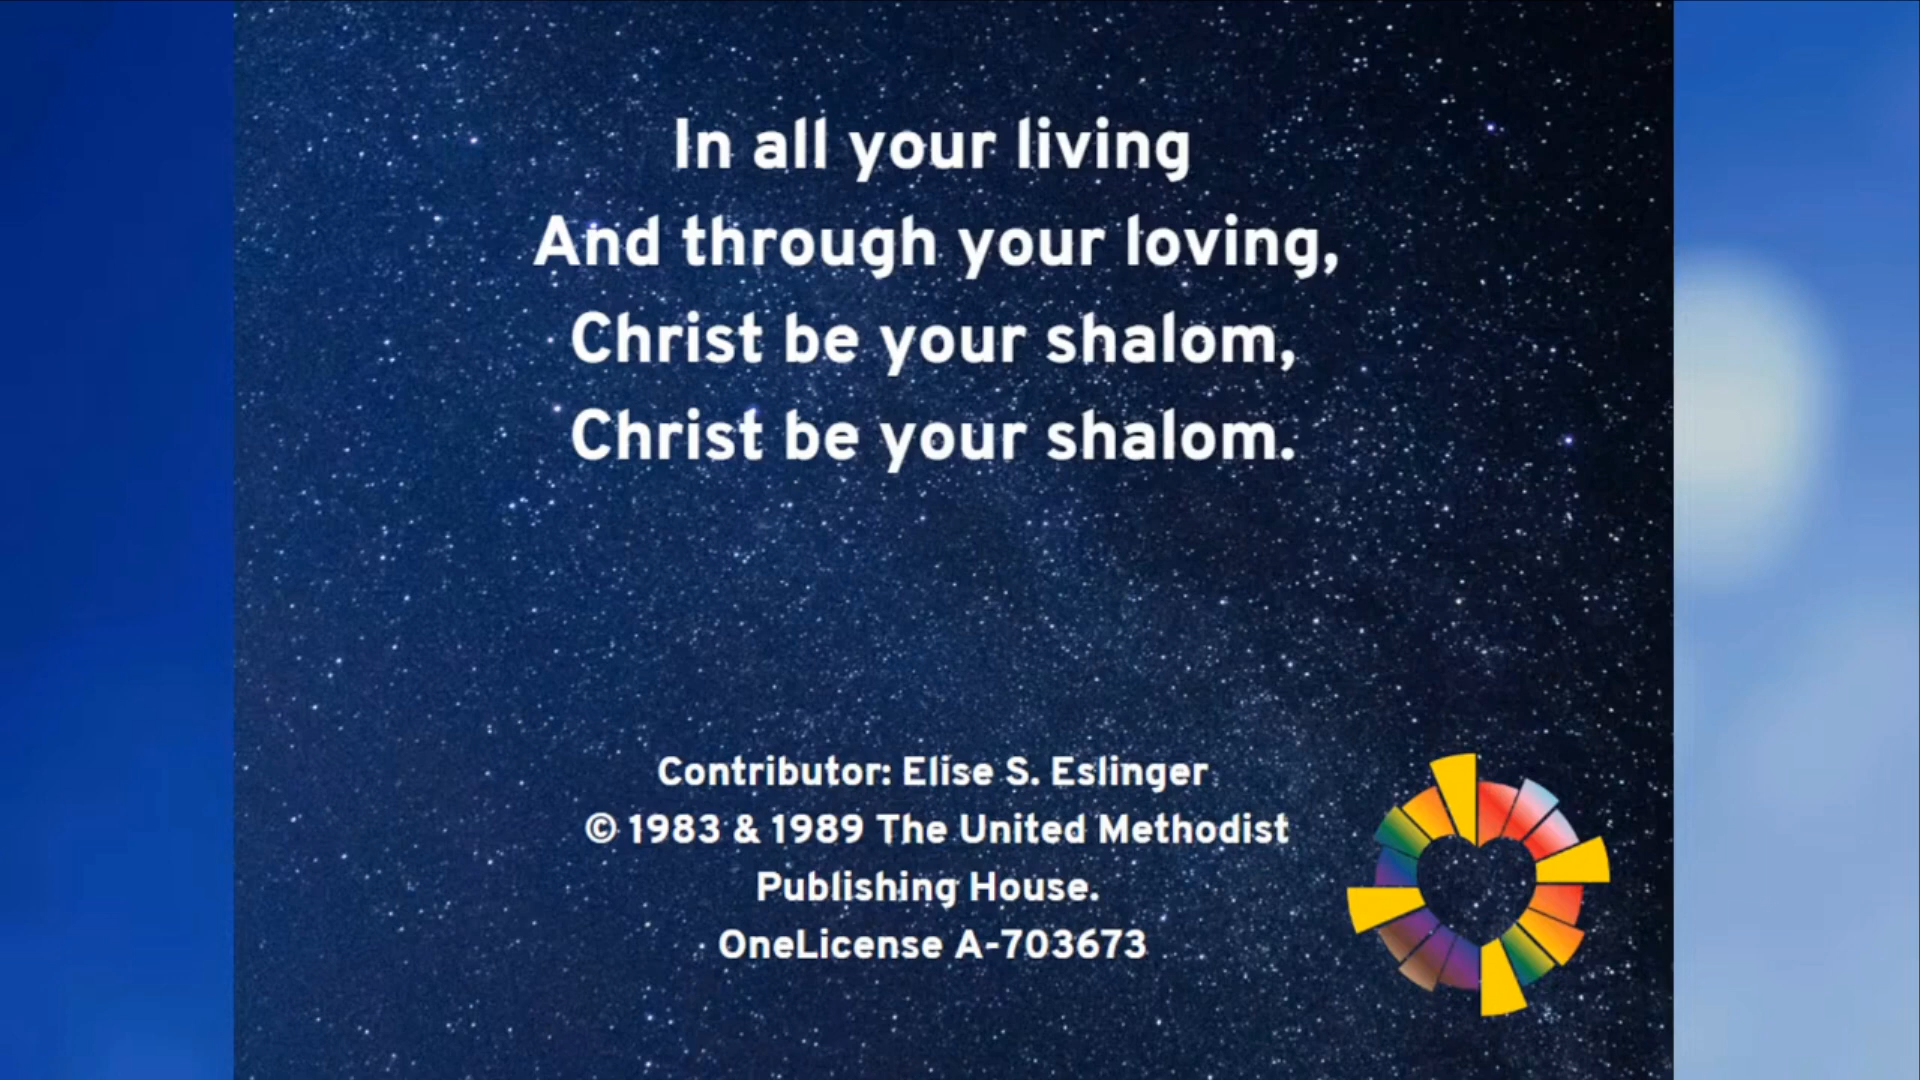 In all your living
And through your loving,
Christ be your shalom,
Christ be your shalom.
Contributor: Elise S. Eslinger
© 1983 & 1989 The United Methodist
Publishing House.
OneLicense A-703673